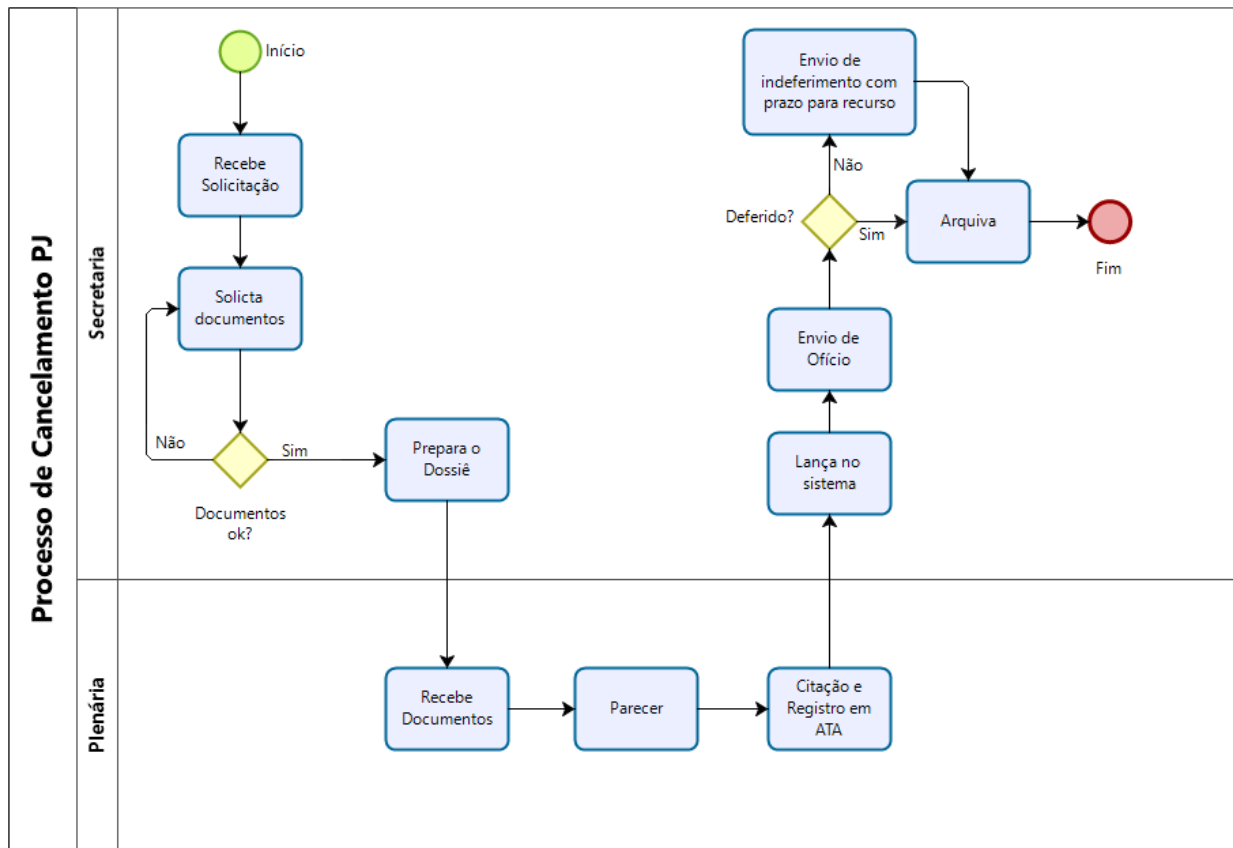 Processo de Cancelamento PJ
Secretaria
Início
Recebe
Solicitação
Solicta
documentos
Não
Sim
Documentos
ok?
Prepara o
Dossiê
Envio de
indeferimento com
prazo para recurso
Não
Deferido?
Sim
Arquiva
Fim
Envio de
Ofício
Lança no
sistema
Plenária
Recebe
Documentos
Parecer
Citação e
Registro em
ATA